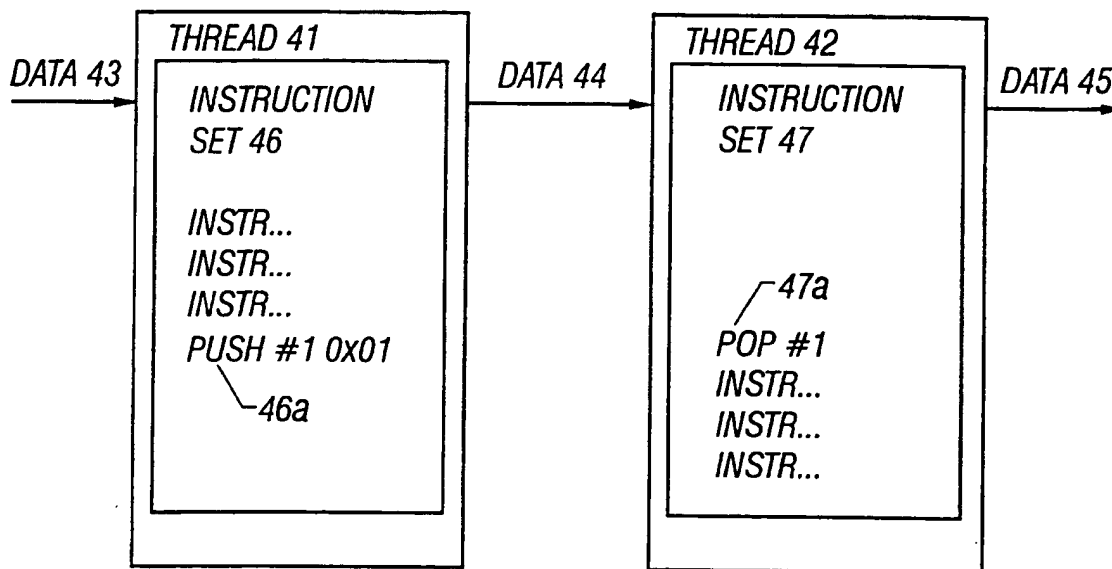 DATA 43
THREAD 41
INSTRUCTION
SET 46
INSTR...
INSTR...
INSTR...
PUSH #1 0X01
46a
DATA 44
THREAD 42
INSTRUCTION
SET 47
47a
POP #1
INSTR...
INSTR...
INSTR...
DATA 45